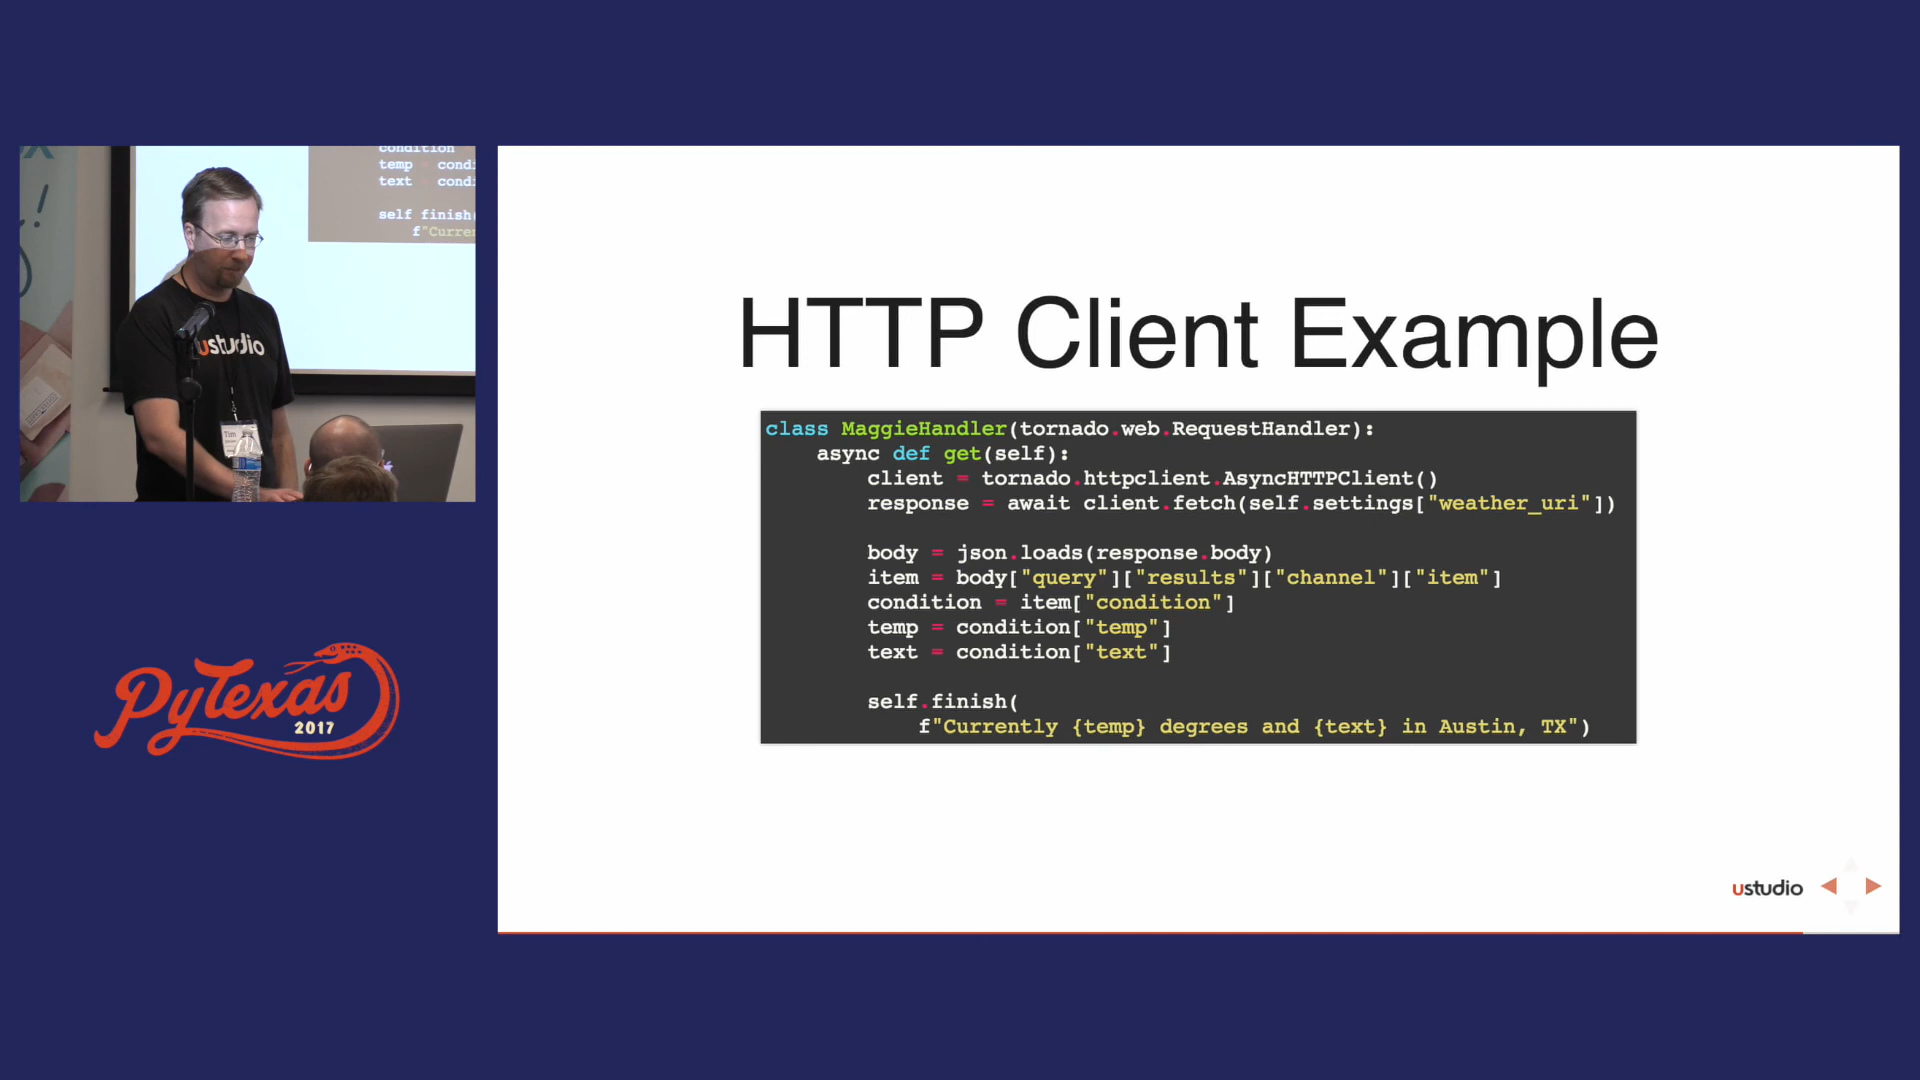 condition
temp = cond
text = cond
self finish(
f"Curre
ustudio
Tim
PyTexas
2017
HTTP Client Example
class MaggieHandler(tornado.web.RequestHandler):
async def get(self):
client = tornado.httpclient.AsyncHTTPClient()
response = await client.fetch(self.settings["weather_uri"])
body = json.loads(response.body)
item = body["query"]["results"]["channel"]["item"]
condition = item["condition"]
temp = condition["temp"]
text = condition["text"]
self.finish(
f"Currently {temp} degrees and {text} in Austin, TX")
ustudio